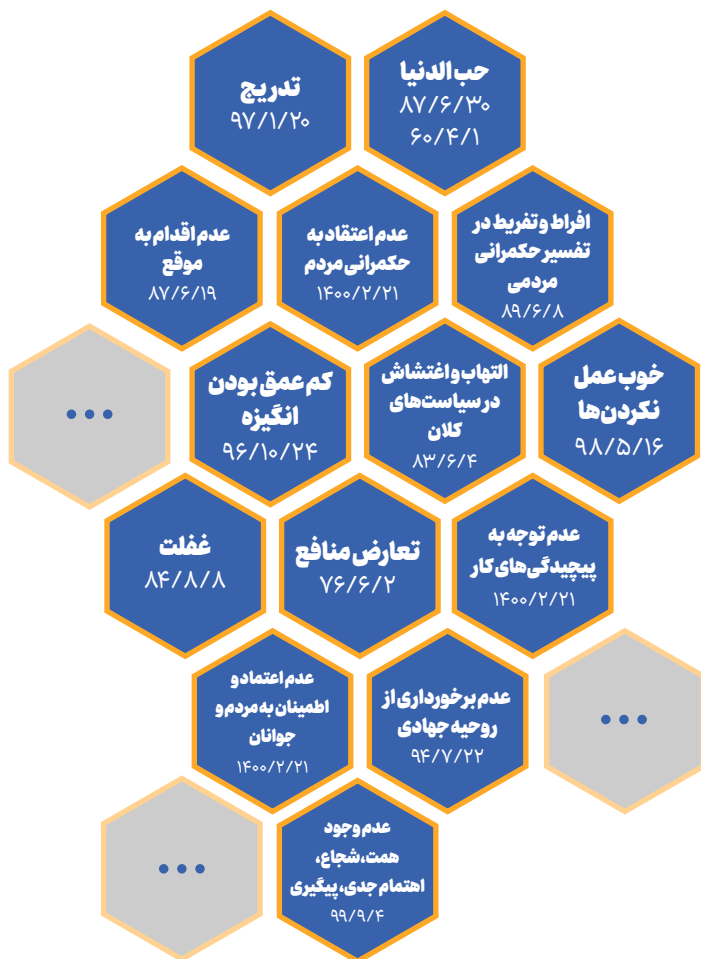 حب الدنیا
۸۷/۶/۳۰
۶۰/۴/۱
تدریج
۹۷/۱/۲۰
افراط و تفریط در
تفسیر حکمرانی
مردمی
۸۹/۶/۸
عدم اعتقاد به
حکمرانی مردم
۱۴۰۰/۲/۲۱
عدم اقدام به
موقع
۸۷/۶/۱۹
خوب عمل
نکردن‌ها
۹۸/۵/۱۶
التهاب و اغتشاش
در سیاست‌های
کلان
۸۳/۶/۴
کم عمق بودن
انگیزه
۹۶/۱۰/۲۴
...
عدم توجه به
پیچیدگی‌های کار
۱۴۰۰/۲/۲۱
تعارض منافع
۷۶/۶/۲
غفلت
۸۴/۸/۸
...
عدم برخورداری از
روحیه جهادی
۹۴/۷/۲۲
عدم اعتماد و
اطمینان به مردم و
جوانان
۱۴۰۰/۲/۲۱
عدم وجود
همت، شجاع،
اهتمام جدی، پیگیری
۹۹/۹/۴
...